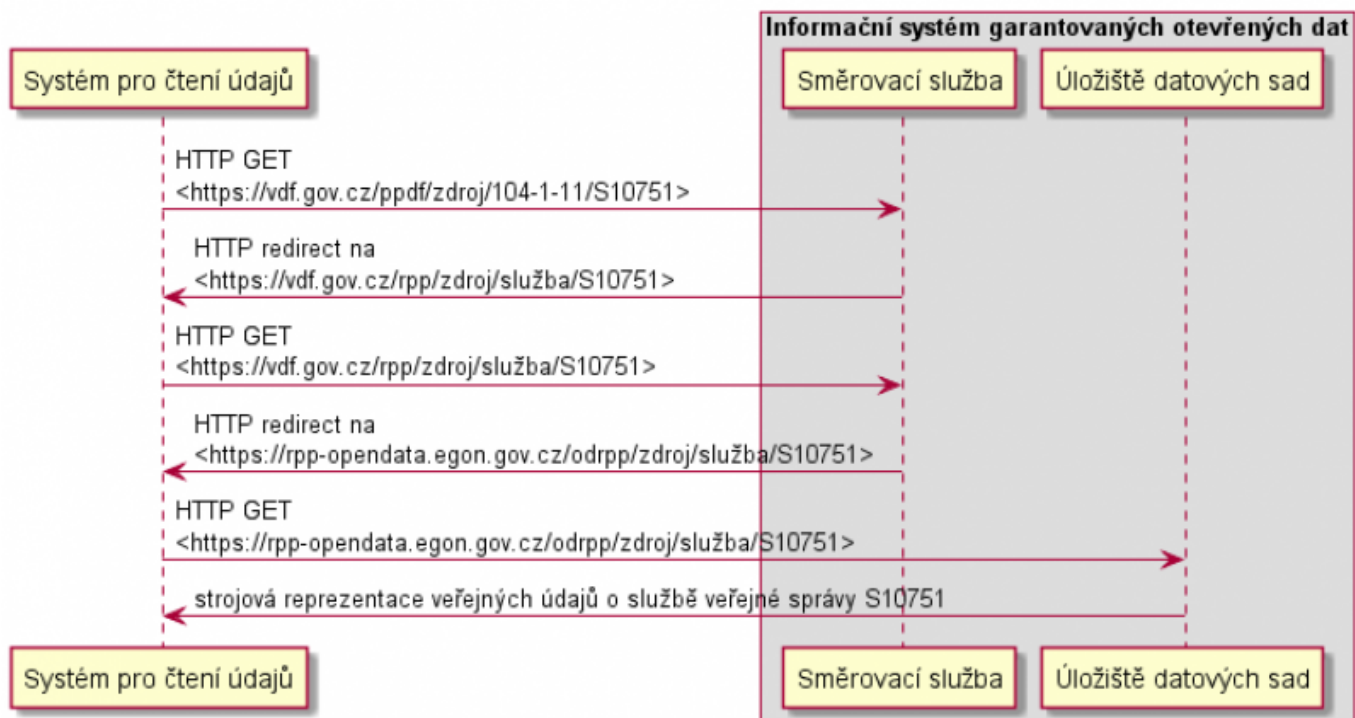 Informační systém garantovaných otevřených dat
Systém pro čtení údajů
Směrovací služba
Úložiště datových sad
HTTP GET
<https://vdf.gov.cz/ppdf/zdroj/104-1-11/S10751>
HTTP redirect na
<https://vdf.gov.cz/rpp/zdroj/služba/S10751>
HTTP GET
<https://vdf.gov.cz/rpp/zdroj/služba/S10751>
HTTP redirect na
<https://rpp-opendata.egon.gov.cz/odrpp/zdroj/služba/S10751>
HTTP GET
<https://rpp-opendata.egon.gov.cz/odrpp/zdroj/služba/S10751>
strojová reprezentace veřejných údajů o službě veřejné správy S10751
Systém pro čtení údajů
Směrovací služba
Úložiště datových sad